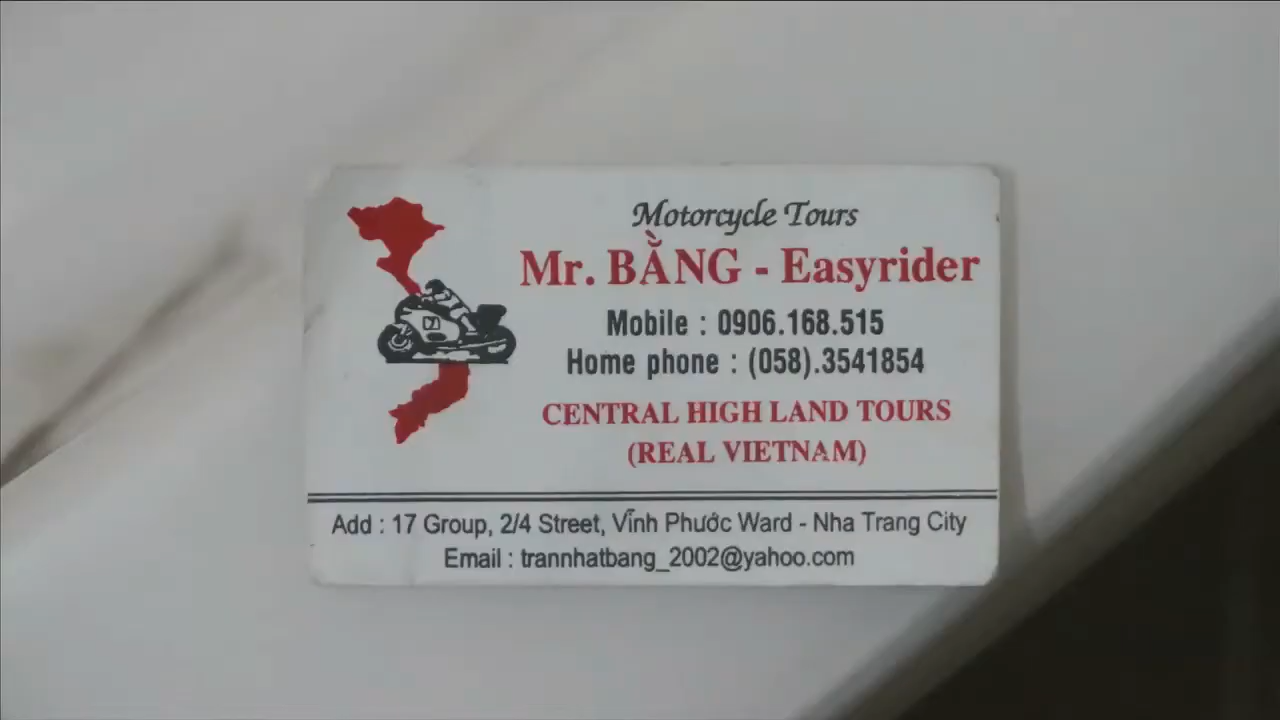 Motorcycle Tours
Mr. BẰNG - Easyrider
Mobile : 0906.168.515
Home phone : (058).3541854
CENTRAL HIGH LAND TOURS
(REAL VIETNAM)
Add : 17 Group, 2/4 Street, Vĩnh Phước Ward - Nha Trang City
Email : trannhatbang_2002@yahoo.com